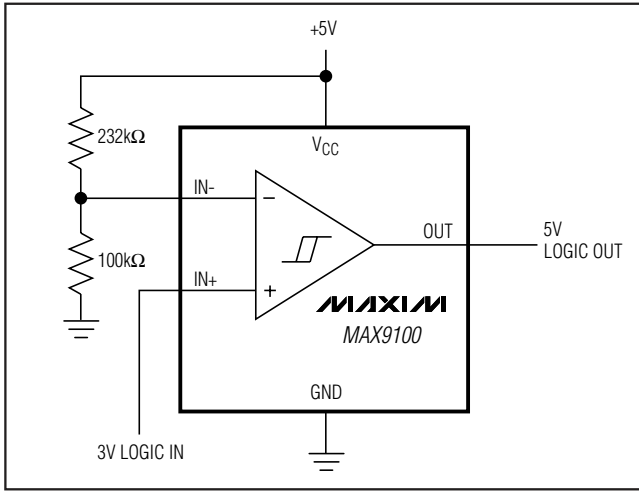 +5V
232kΩ
VCC
IN-
−
100kΩ
OUT
5V
LOGIC OUT
IN+
+
MAXIM
MAX9100
GND
3V LOGIC IN